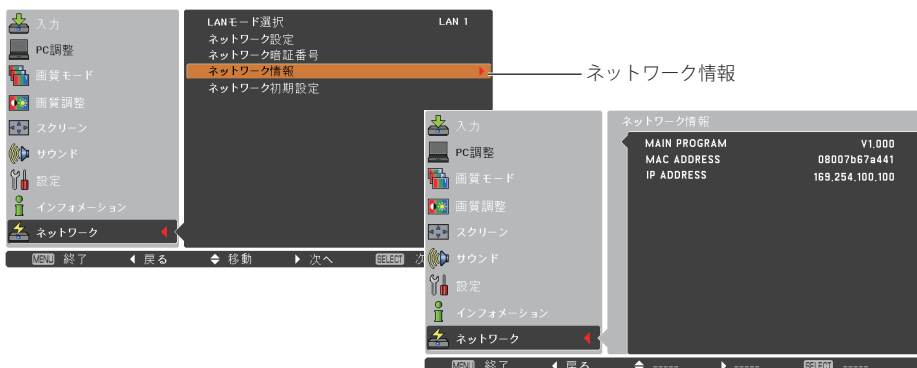 入力
PC調整
画質モード
画質調整
スクリーン
サウンド
設定
インフォメーション
ネットワーク
LANモード選択 LAN 1
ネットワーク設定
ネットワーク暗証番号
ネットワーク情報
ネットワーク初期設定
MENU 終了 戻る 移動 次へ SELECT 次
ネットワーク情報
入力
PC調整
画質モード
画質調整
スクリーン
サウンド
設定
インフォメーション
ネットワーク
ネットワーク情報
MAIN PROGRAM V1.000
MAC ADDRESS 08007b67a441
IP ADDRESS 169.254.100.100
MENU 終了 戻る ----- ----- SELECT -----